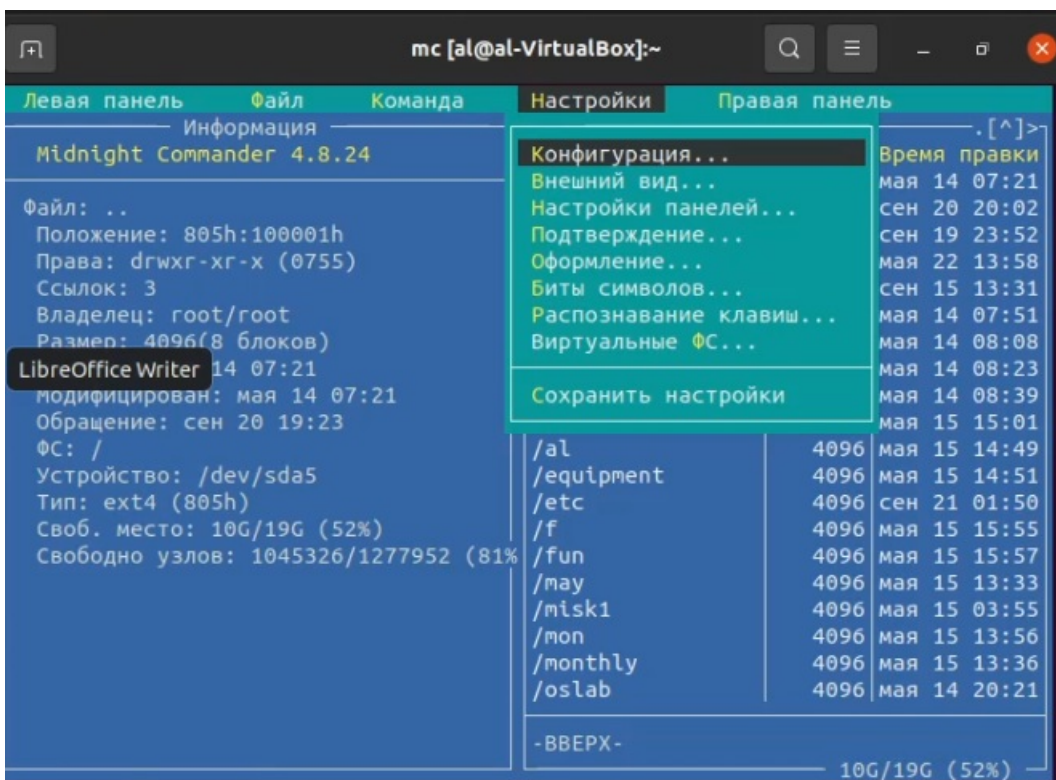 mc [al@al-VirtualBox]:~
Левая панель Файл Команда Настройки Правая панель
Информация
Midnight Commander 4.8.24
Файл: ..
Положение: 805h:100001h
Права: drwxr-xr-x (0755)
Ссылок: 3
Владелец: root/root
Размер: 4096(8 блоков)
LibreOffice Writer
14 07:21
Модифицирован: мая 14 07:21
Обращение: сен 20 19:23
ФС: /
Устройство: /dev/sda5
Тип: ext4 (805h)
Своб. место: 10G/19G (52%)
Свободно узлов: 1045326/1277952 (81%
Конфигурация...
Внешний вид...
Настройки панелей...
Подтверждение...
Оформление...
Биты символов...
Распознавание клавиш...
Виртуальные ФС...
Сохранить настройки
.[^]>
Время правки
мая 14 07:21
сен 20 20:02
сен 19 23:52
мая 22 13:58
сен 15 13:31
мая 14 07:51
мая 14 08:08
мая 14 08:23
мая 14 08:39
мая 15 15:01
/al 4096 мая 15 14:49
/equipment 4096 мая 15 14:51
/etc 4096 сен 21 01:50
/f 4096 мая 15 15:55
/fun 4096 мая 15 15:57
/may 4096 мая 15 13:33
/misk1 4096 мая 15 03:55
/mon 4096 мая 15 13:56
/monthly 4096 мая 15 13:36
/oslab 4096 мая 14 20:21
-ВВЕРХ-
10G/19G (52%)